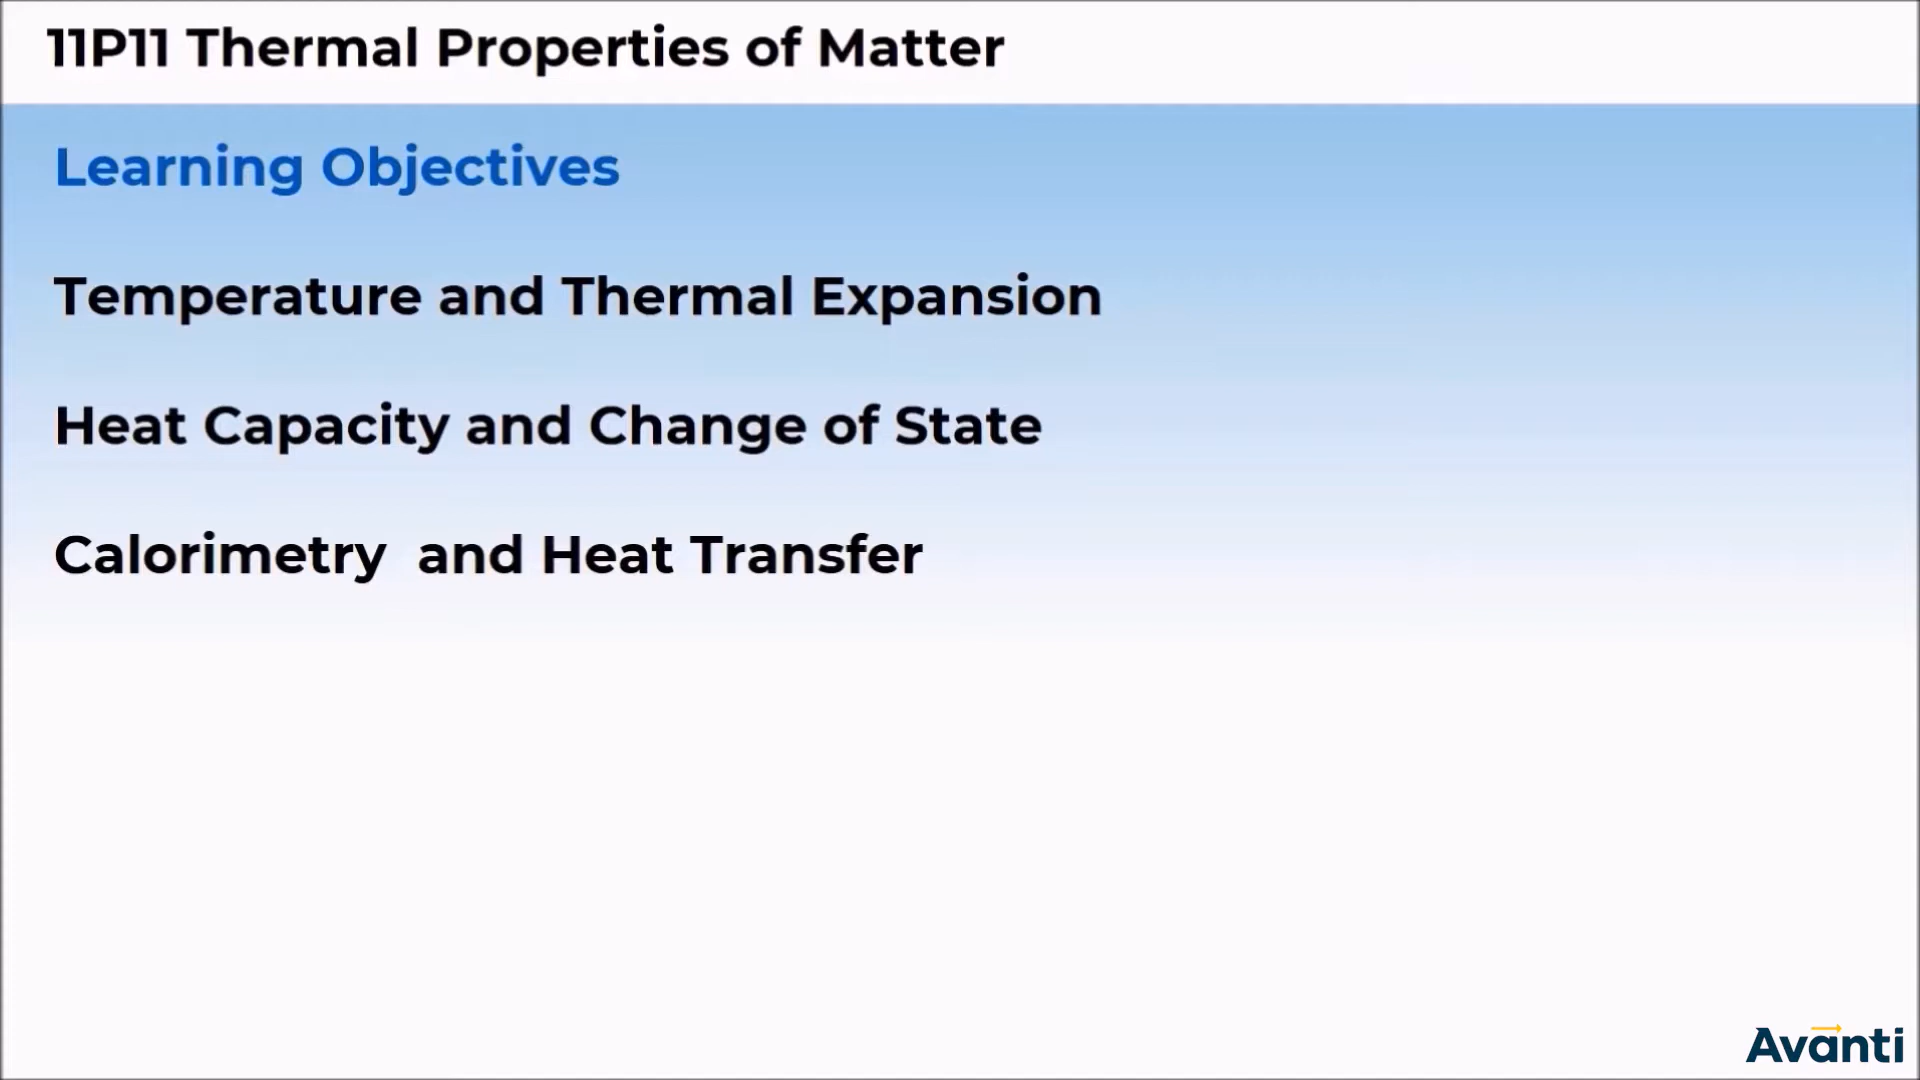 11P11 Thermal Properties of Matter
Learning Objectives
Temperature and Thermal Expansion
Heat Capacity and Change of State
Calorimetry  and Heat Transfer
Avanti